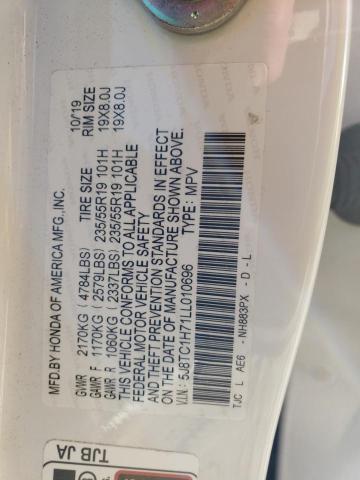 MFD.BY HONDA OF AMERICA MFG.,INC. 10/19
TIRE SIZE RIM SIZE
GVWR 2170KG ( 4784LBS)
GAWR F 1170KG ( 2579LBS) 235/55R19 101H 19X8.0J
GAWR R 1060KG ( 2337LBS) 235/55R19 101H 19X8.0J
THIS VEHICLE CONFORMS TO ALL APPLICABLE
FEDERAL MOTOR VEHICLE SAFETY
AND THEFT PREVENTION STANDARDS IN EFFECT
ON THE DATE OF MANUFACTURE SHOWN ABOVE.
V.I.N.: 5J8TC1H71LL010696 TYPE: MPV
TJC L AE6 - NH883PX - D - L
TJB JA